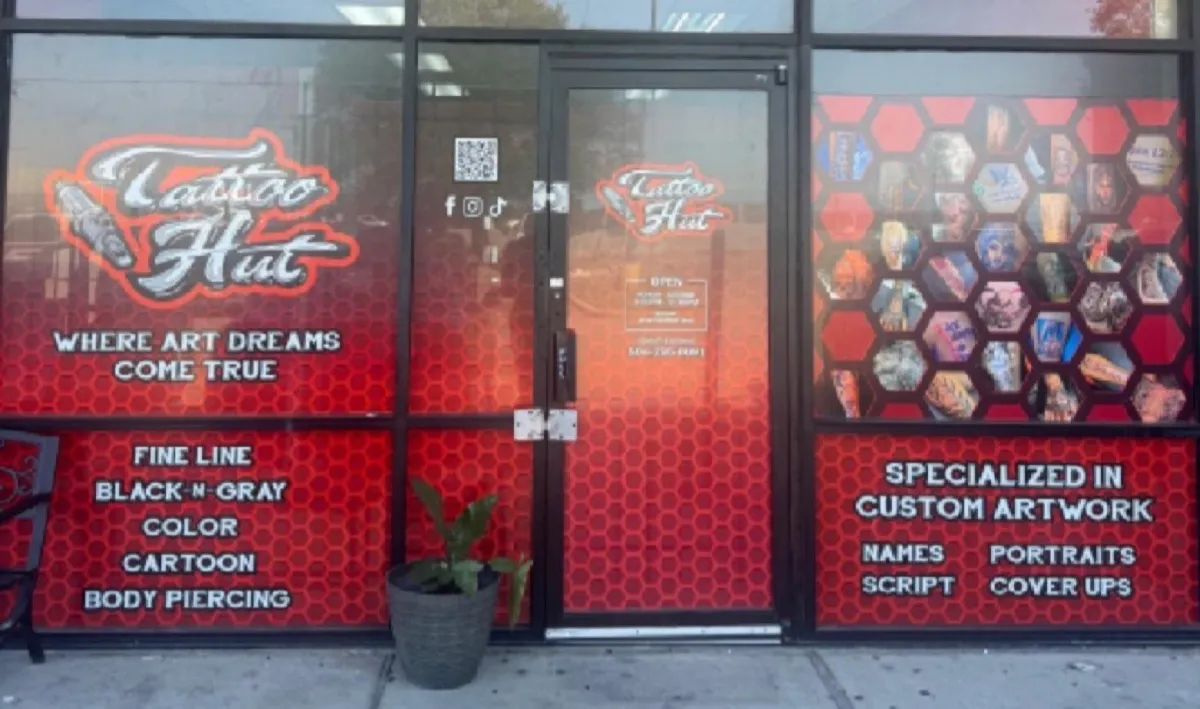 Tattoo
Hut
WHERE ART DREAMS
COME TRUE
FINE LINE
BLACK-N-GRAY
COLOR
CARTOON
BODY PIERCING
Tattoo
Hut
OPEN
SPECIALIZED IN
CUSTOM ARTWORK
NAMES PORTRAITS
SCRIPT COVER UPS